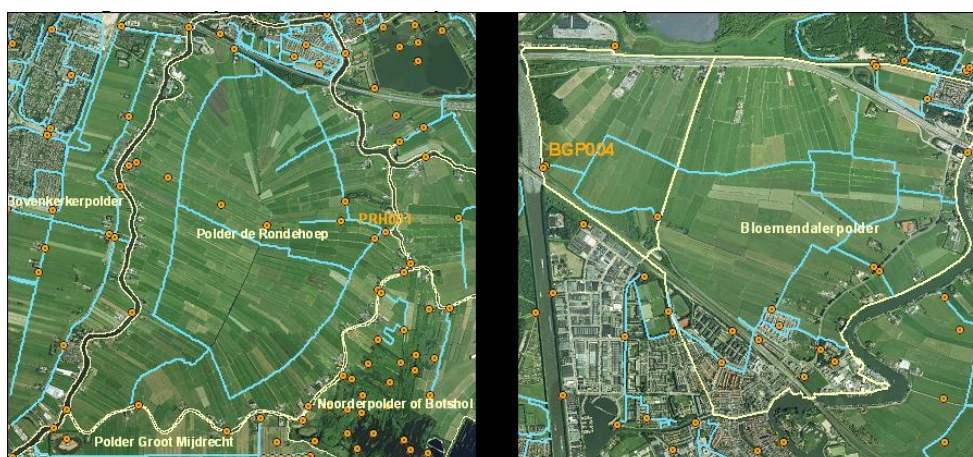 Bovenkerkerpolder
PRH001
Polder de Rondehoep
Noorderpolder of Botshol
Polder Groot Mijdrecht
BGP004
Bloemendalerpolder